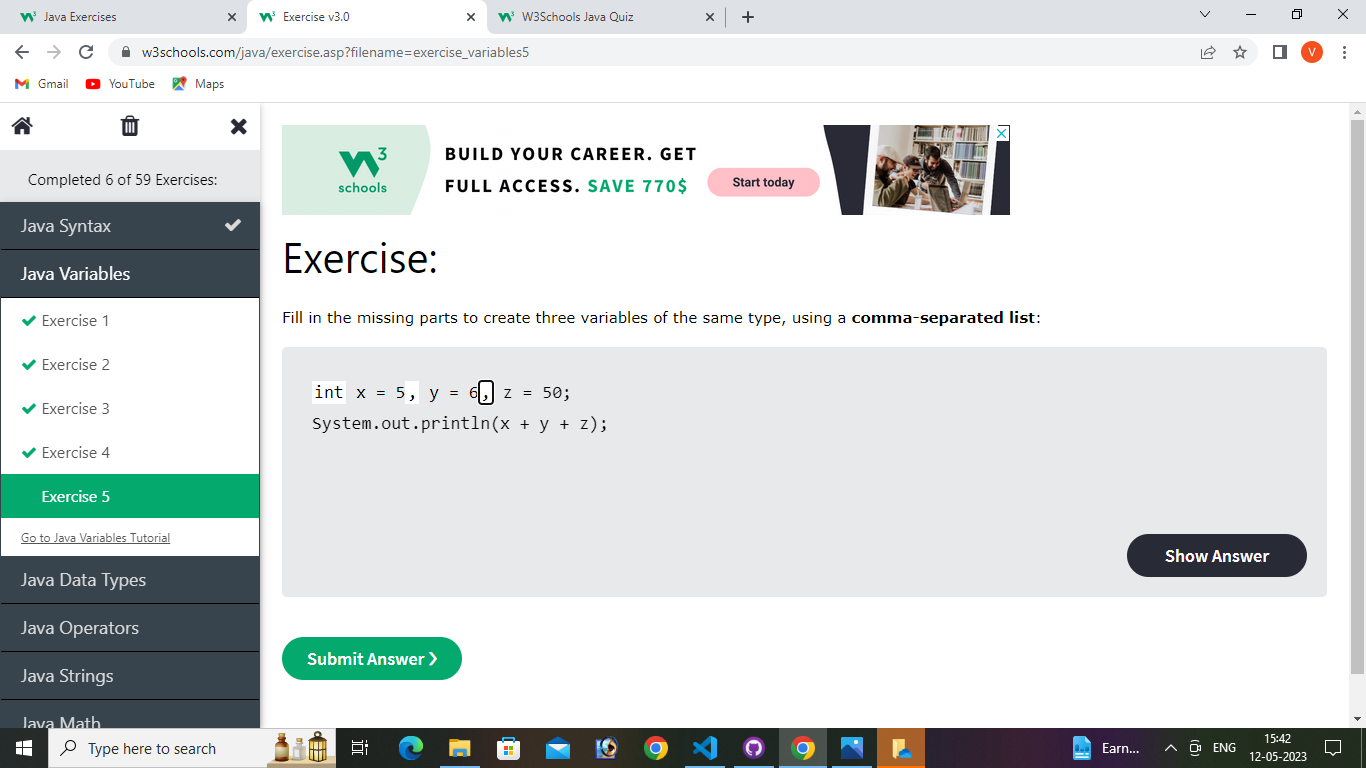 Java Exercises
Exercise v3.0
W3Schools Java Quiz
w3schools.com/java/exercise.asp?filename=exercise_variables5
V
Gmail
YouTube
Maps
Completed 6 of 59 Exercises:
Java Syntax
Java Variables
Exercise 1
Exercise 2
Exercise 3
Exercise 4
Exercise 5
Go to Java Variables Tutorial
Java Data Types
Java Operators
Java Strings
Java Math
3
schools
BUILD YOUR CAREER. GET
FULL ACCESS. SAVE 770$
Start today
Exercise:
Fill in the missing parts to create three variables of the same type, using a comma-separated list:
int x = 5, y = 6, z = 50;
System.out.println(x + y + z);
Show Answer
Submit Answer ❯
Type here to search
Earn...
ENG
15:42
12-05-2023